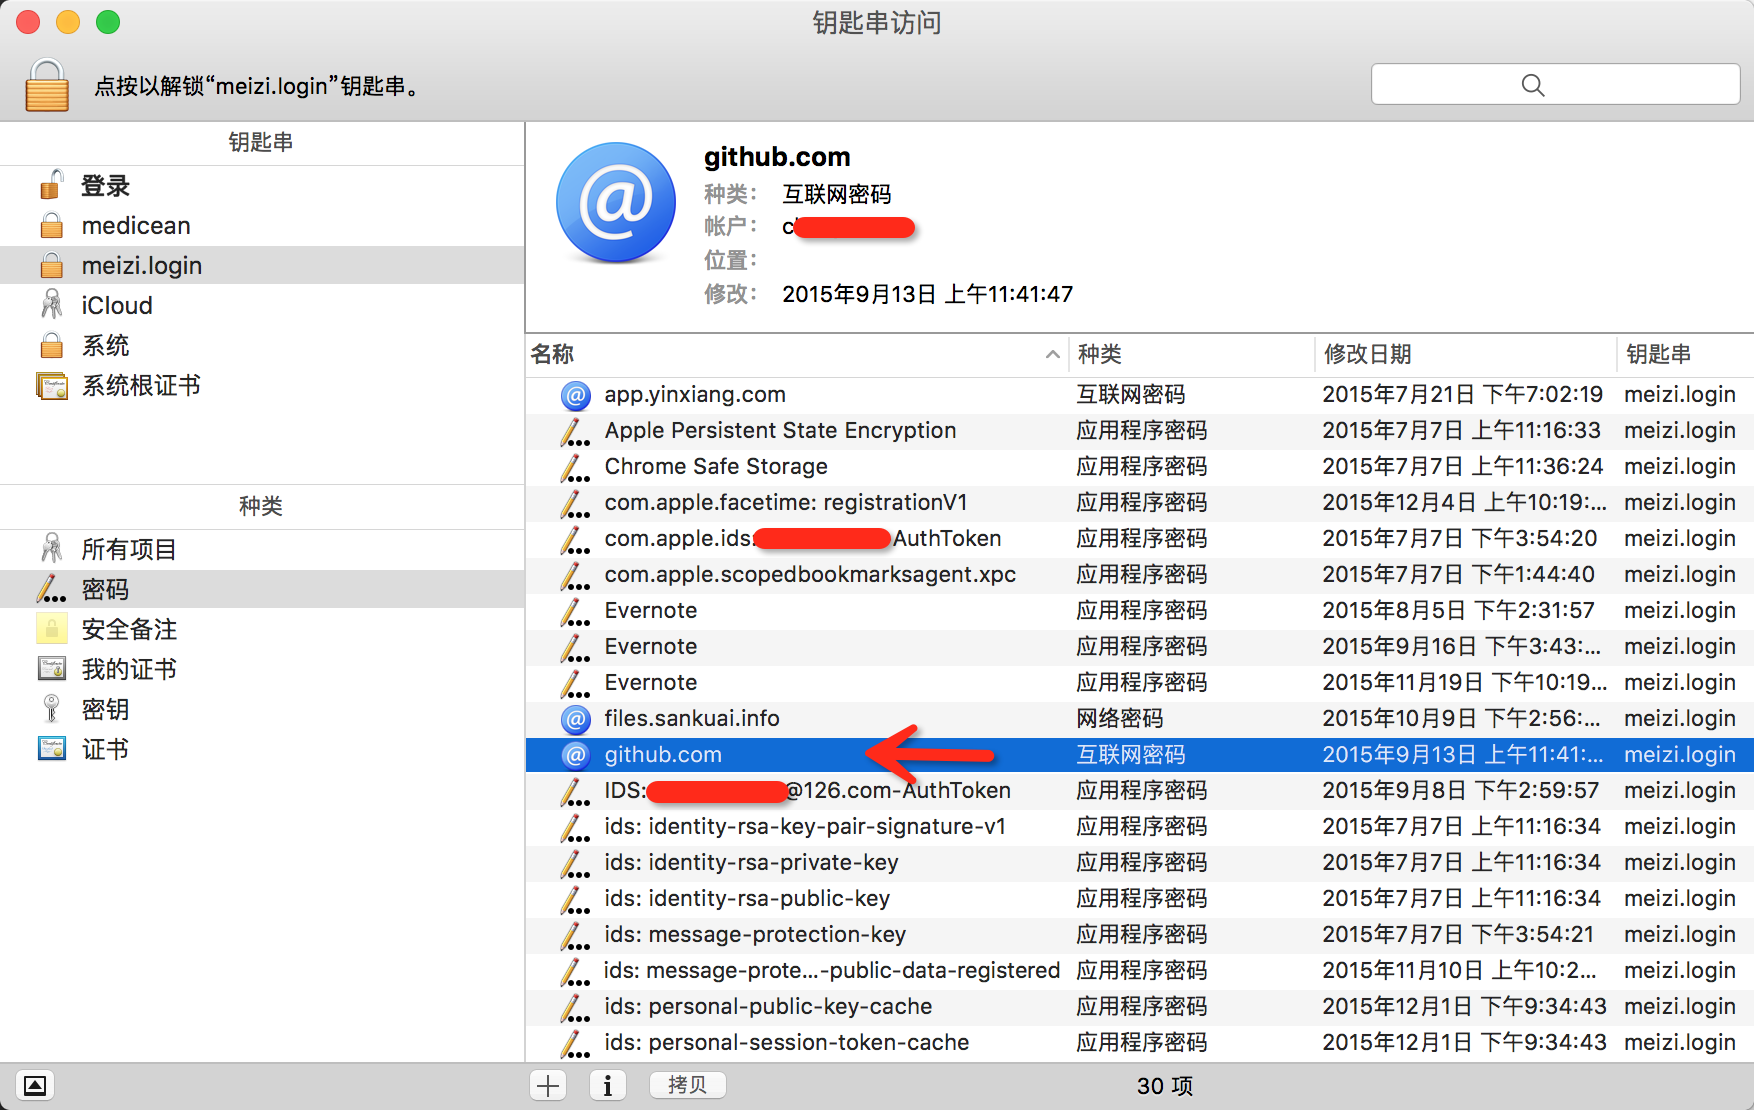 钥匙串访问
点按以解锁“meizi.login”钥匙串。
钥匙串
登录
medicean
meizi.login
iCloud
系统
系统根证书
种类
所有项目
密码
安全备注
我的证书
密钥
证书
github.com
种类： 互联网密码
帐户： c
位置：
修改： 2015年9月13日 上午11:41:47
名称 种类 修改日期 钥匙串
app.yinxiang.com 互联网密码 2015年7月21日 下午7:02:19 meizi.login
Apple Persistent State Encryption 应用程序密码 2015年7月7日 上午11:16:33 meizi.login
Chrome Safe Storage 应用程序密码 2015年7月7日 上午11:36:24 meizi.login
com.apple.facetime: registrationV1 应用程序密码 2015年12月4日 上午10:19:... meizi.login
com.apple.ids: AuthToken 应用程序密码 2015年7月7日 下午3:54:20 meizi.login
com.apple.scopedbookmarksagent.xpc 应用程序密码 2015年7月7日 下午1:44:40 meizi.login
Evernote 应用程序密码 2015年8月5日 下午2:31:57 meizi.login
Evernote 应用程序密码 2015年9月16日 下午3:43:... meizi.login
Evernote 应用程序密码 2015年11月19日 下午10:19... meizi.login
files.sankuai.info 网络密码 2015年10月9日 下午2:56:... meizi.login
github.com 互联网密码 2015年9月13日 上午11:41:... meizi.login
IDS: @126.com-AuthToken 应用程序密码 2015年9月8日 下午2:59:57 meizi.login
ids: identity-rsa-key-pair-signature-v1 应用程序密码 2015年7月7日 上午11:16:34 meizi.login
ids: identity-rsa-private-key 应用程序密码 2015年7月7日 上午11:16:34 meizi.login
ids: identity-rsa-public-key 应用程序密码 2015年7月7日 上午11:16:34 meizi.login
ids: message-protection-key 应用程序密码 2015年7月7日 下午3:54:21 meizi.login
ids: message-prote...-public-data-registered 应用程序密码 2015年11月10日 上午10:2... meizi.login
ids: personal-public-key-cache 应用程序密码 2015年12月1日 下午9:34:43 meizi.login
ids: personal-session-token-cache 应用程序密码 2015年12月1日 下午9:34:43 meizi.login
拷贝
30 项